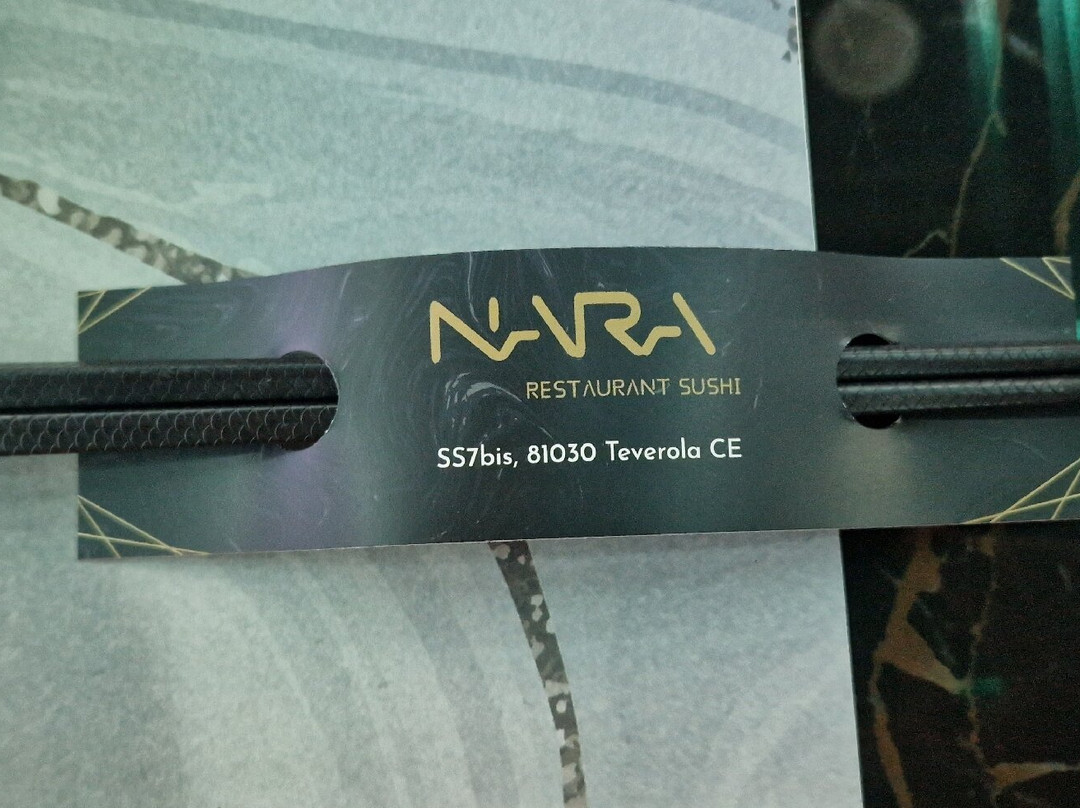 NARA
RESTAURANT SUSHI
SS7bis, 81030 Teverola CE